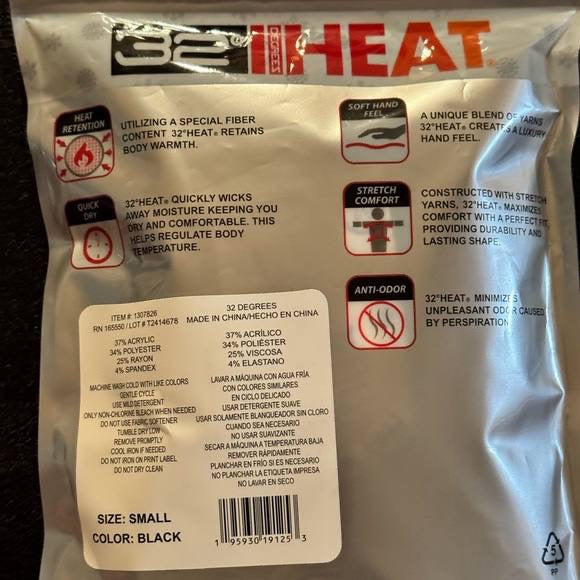 32° DEGREES HEAT
HEAT
RETENTION
UTILIZING A SPECIAL FIBER
CONTENT 32°HEAT® RETAINS
BODY WARMTH.
QUICK
DRY
32°HEAT® QUICKLY WICKS
AWAY MOISTURE KEEPING YOU
DRY AND COMFORTABLE. THIS
HELPS REGULATE BODY
TEMPERATURE.
SOFT HAND
FEEL
A UNIQUE BLEND OF YARNS
32°HEAT® CREATES A LUXURY
HAND FEEL.
STRETCH
COMFORT
CONSTRUCTED WITH STRETCH
YARNS, 32°HEAT® MAXIMIZES
COMFORT WITH A PERFECT FIT,
PROVIDING DURABILITY AND
LASTING SHAPE.
ANTI-ODOR
32°HEAT® MINIMIZES
UNPLEASANT ODOR CAUSED
BY PERSPIRATION
ITEM #: 1307826
RN 165550 / LOT #T2414678
37% ACRYLIC
34% POLYESTER
25% RAYON
4% SPANDEX
MACHINE WASH COLD WITH LIKE COLORS
GENTLE CYCLE
USE MILD DETERGENT
ONLY NON-CHLORINE BLEACH WHEN NEEDED
DO NOT USE FABRIC SOFTENER
TUMBLE DRY LOW
REMOVE PROMPTLY
COOL IRON IF NEEDED
DO NOT IRON ON PRINT LABEL
DO NOT DRY CLEAN
32 DEGREES
MADE IN CHINA/HECHO EN CHINA
37% ACRÍLICO
34% POLIÉSTER
25% VISCOSA
4% ELASTANO
LAVAR A MÁQUINA CON AGUA FRÍA
CON COLORES SIMILARES
EN CICLO DELICADO
USAR DETERGENTE SUAVE
USAR SOLAMENTE BLANQUEADOR SIN CLORO
CUANDO SEA NECESARIO
NO USAR SUAVIZANTE
SECAR A MÁQUINA A TEMPERATURA BAJA
REMOVER RÁPIDAMENTE
PLANCHAR EN FRÍO SI ES NECESARIO
NO PLANCHAR LA ETIQUETA IMPRESA
NO LAVAR EN SECO
SIZE: SMALL
COLOR: BLACK
1 95930 19125 3
5
PP